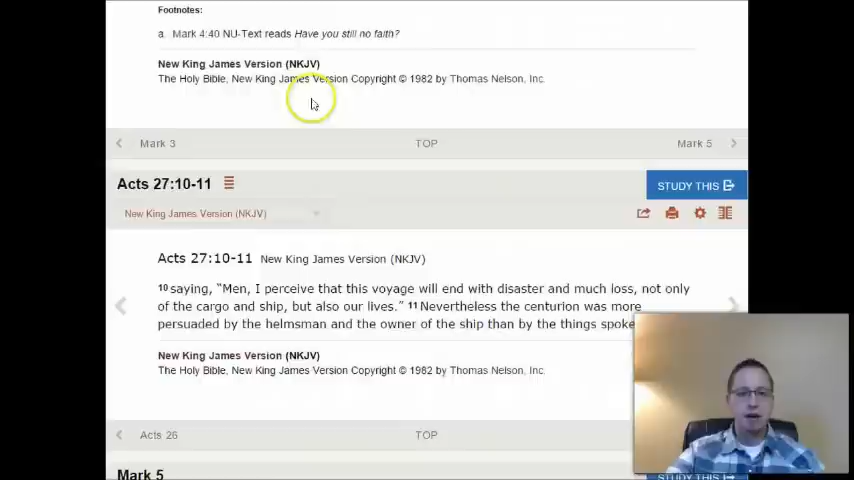 Footnotes:
a. Mark 4:40 NU-Text reads Have you still no faith?
New King James Version (NKJV)
The Holy Bible, New King James Version Copyright © 1982 by Thomas Nelson, Inc.
Mark 3 TOP Mark 5
Acts 27:10-11 STUDY THIS
New King James Version (NKJV)
Acts 27:10-11 New King James Version (NKJV)
10 saying, “Men, I perceive that this voyage will end with disaster and much loss, not only
of the cargo and ship, but also our lives.” 11 Nevertheless the centurion was more
persuaded by the helmsman and the owner of the ship than by the things spoke
New King James Version (NKJV)
The Holy Bible, New King James Version Copyright © 1982 by Thomas Nelson, Inc.
Acts 26 TOP
Mark 5 STUDY THIS